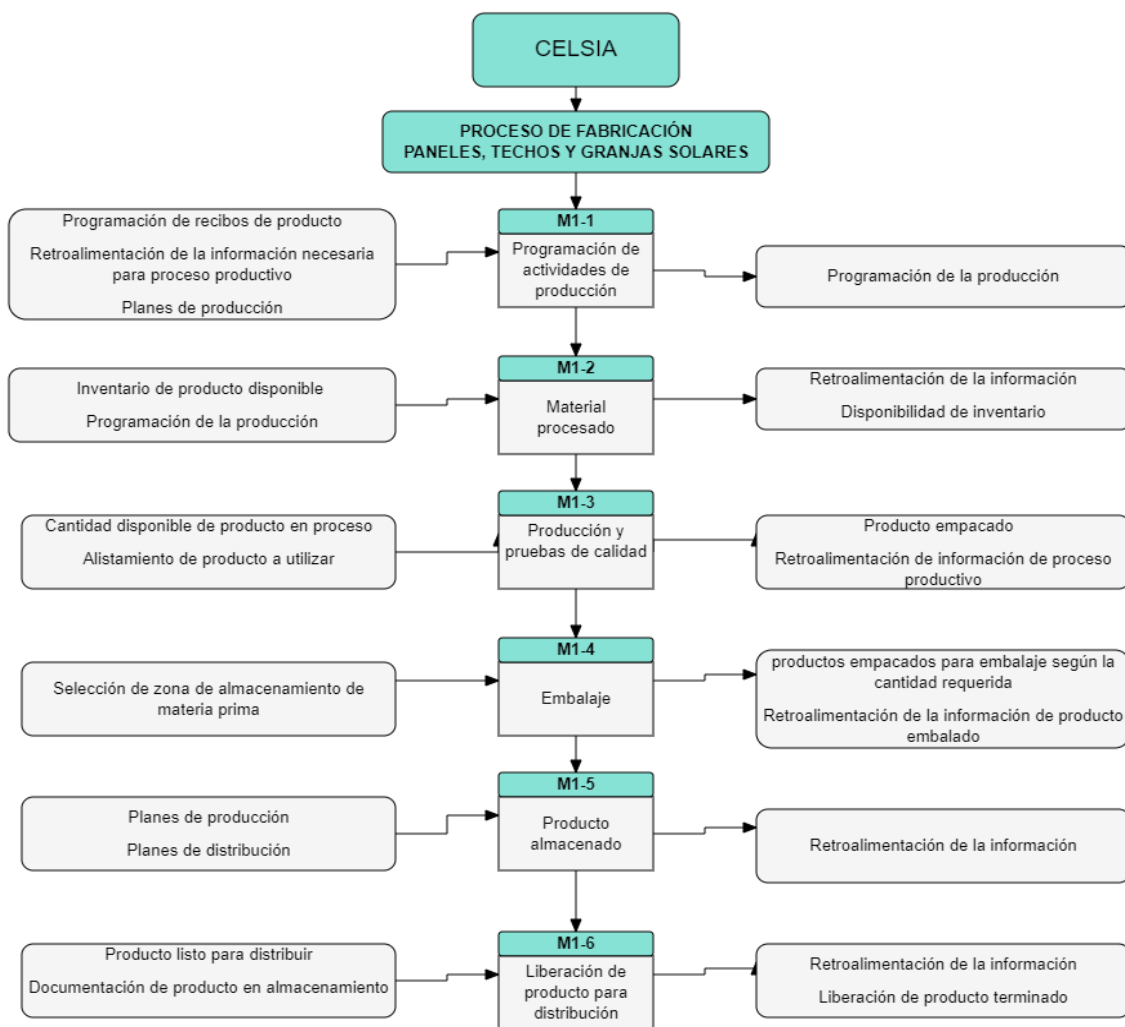 CELSIA
PROCESO DE FABRICACIÓN
PANELES, TECHOS Y GRANJAS SOLARES
Programación de recibos de producto
Retroalimentación de la información necesaria
para proceso productivo
Planes de producción
M1-1
Programación de
actividades de
producción
Programación de la producción
Inventario de producto disponible
Programación de la producción
M1-2
Material
procesado
Retroalimentación de la información
Disponibilidad de inventario
Cantidad disponible de producto en proceso
Alistamiento de producto a utilizar
M1-3
Producción y
pruebas de calidad
Producto empacado
Retroalimentación de información de proceso
productivo
Selección de zona de almacenamiento de
materia prima
M1-4
Embalaje
productos empacados para embalaje según la
cantidad requerida
Retroalimentación de la información de producto
embalado
Planes de producción
Planes de distribución
M1-5
Producto
almacenado
Retroalimentación de la información
Producto listo para distribuir
Documentación de producto en almacenamiento
M1-6
Liberación de
producto para
distribución
Retroalimentación de la información
Liberación de producto terminado